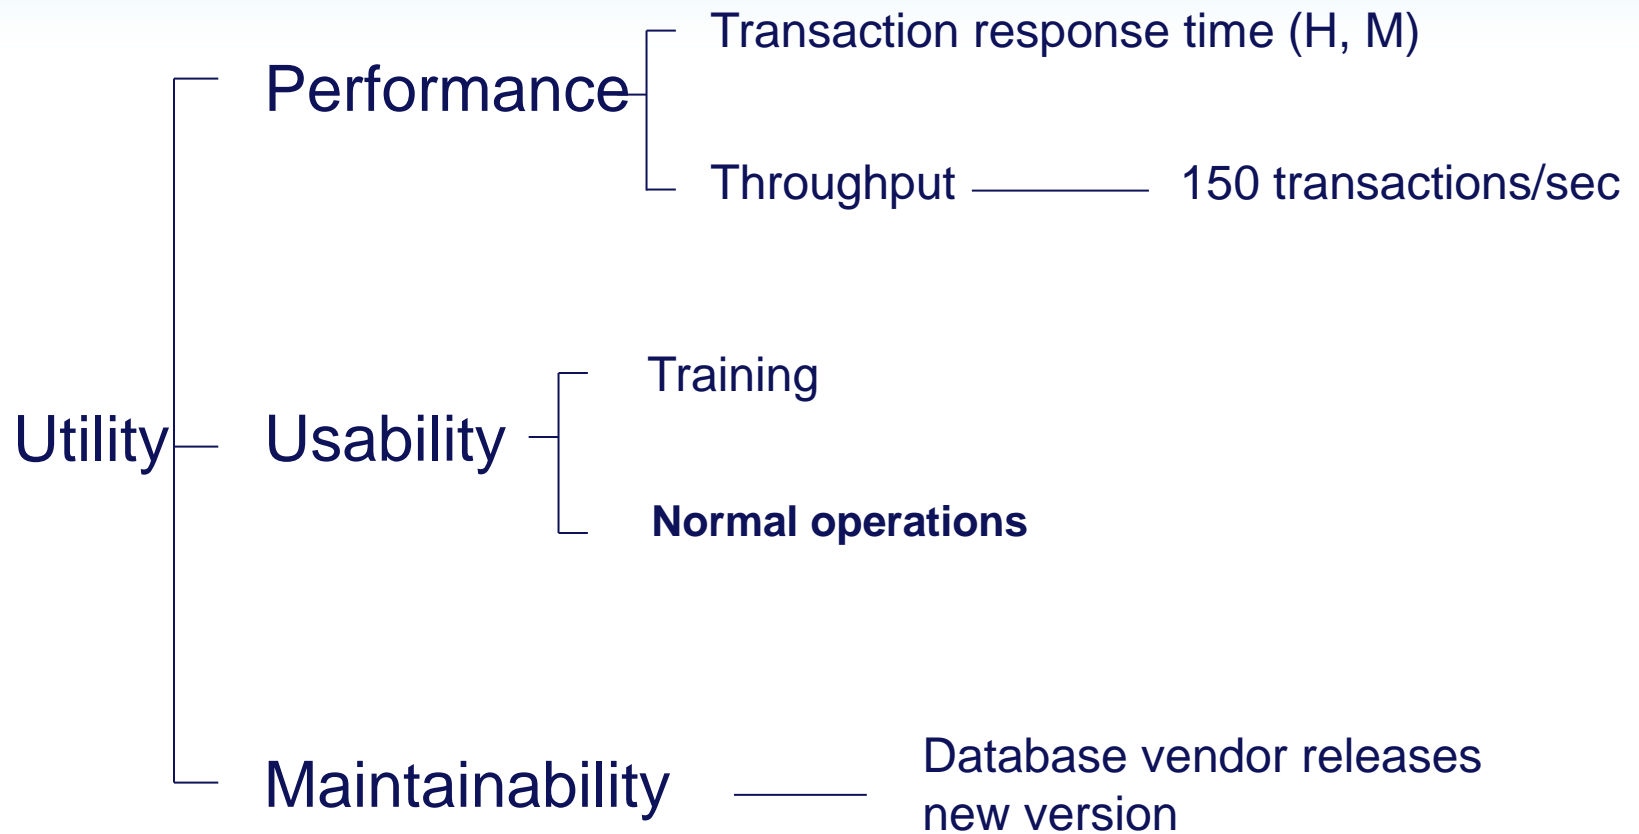 Transaction response time (H, M)
Performance
Throughput
150 transactions/sec
Training
Utility
Usability
Normal operations
Maintainability
Database vendor releases
new version